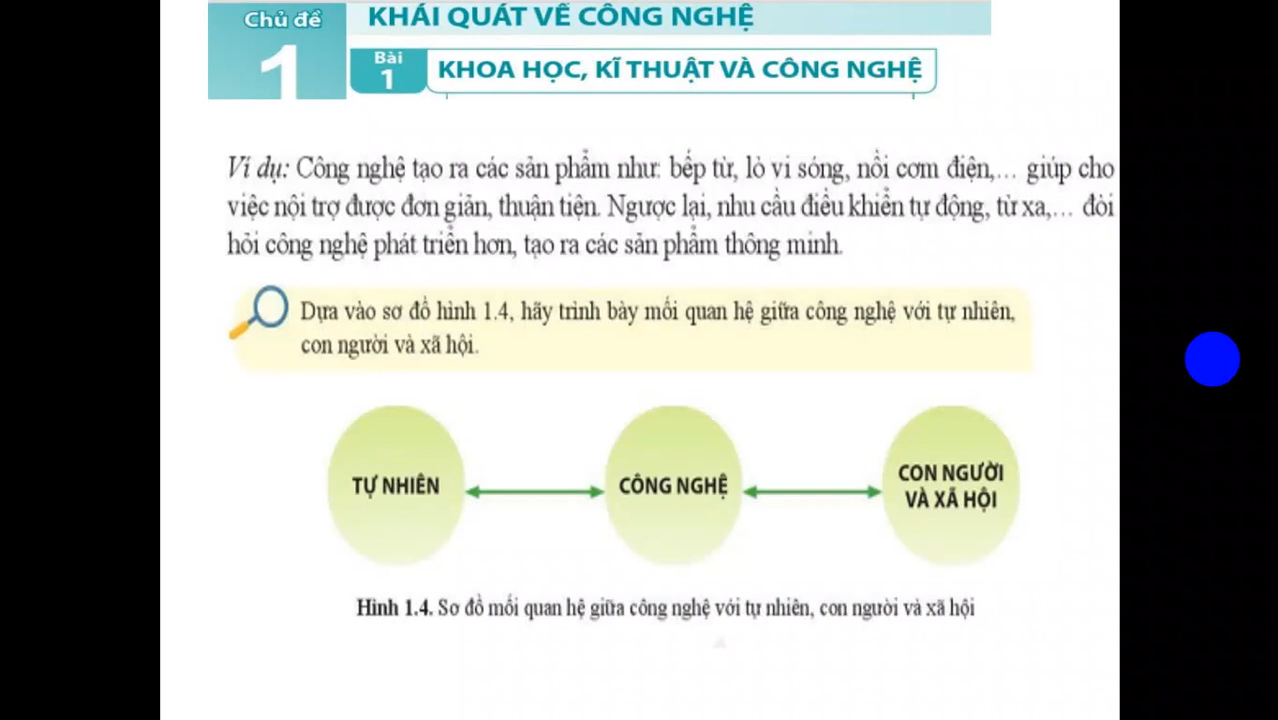 Chủ đề
1
KHÁI QUÁT VỀ CÔNG NGHỆ
Bài
1
KHOA HỌC, KĨ THUẬT VÀ CÔNG NGHỆ
Ví dụ: Công nghệ tạo ra các sản phẩm như: bếp từ, lò vi sóng, nồi cơm điện,... giúp cho
việc nội trợ được đơn giản, thuận tiện. Ngược lại, nhu cầu điều khiển tự động, từ xa,... đòi
hỏi công nghệ phát triển hơn, tạo ra các sản phẩm thông minh.
Dựa vào sơ đồ hình 1.4, hãy trình bày mối quan hệ giữa công nghệ với tự nhiên,
con người và xã hội.
TỰ NHIÊN
CÔNG NGHỆ
CON NGƯỜI
VÀ XÃ HỘI
Hình 1.4. Sơ đồ mối quan hệ giữa công nghệ với tự nhiên, con người và xã hội